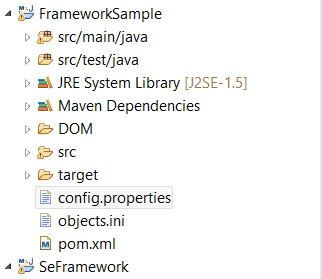 FrameworkSample
src/main/java
src/test/java
JRE System Library [J2SE-1.5]
Maven Dependencies
DOM
src
target
config.properties
objects.ini
pom.xml
SeFramework